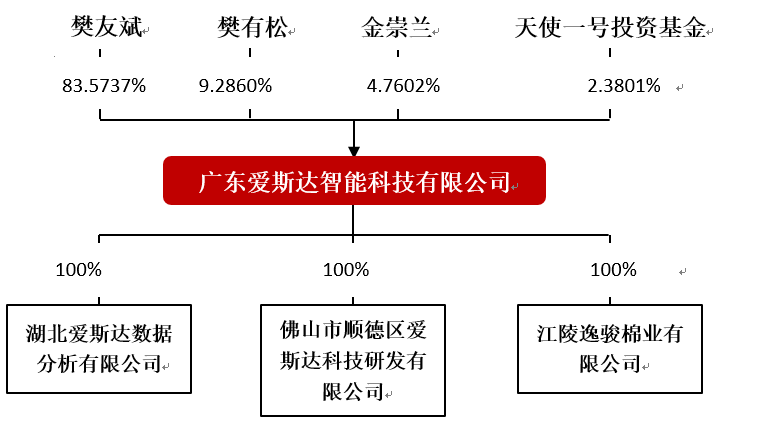 樊友斌 樊有松 金崇兰 天使一号投资基金
83.5737% 9.2860% 4.7602% 2.3801%
广东爱斯达智能科技有限公司
100% 100% 100%
湖北爱斯达数据
分析有限公司
佛山市顺德区爱
斯达科技研发有
限公司
江陵逸骏棉业有
限公司